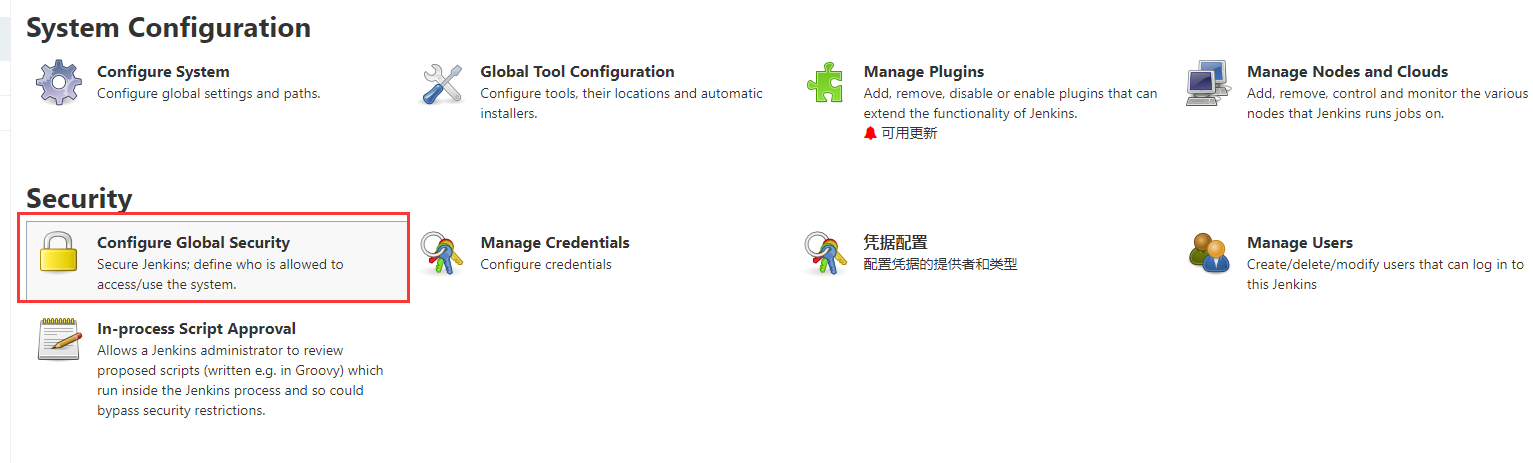 System Configuration
Configure System
Configure global settings and paths.
Global Tool Configuration
Configure tools, their locations and automatic
installers.
Manage Plugins
Add, remove, disable or enable plugins that can
extend the functionality of Jenkins.
可用更新
Manage Nodes and Clouds
Add, remove, control and monitor the various
nodes that Jenkins runs jobs on.
Security
Configure Global Security
Secure Jenkins; define who is allowed to
access/use the system.
Manage Credentials
Configure credentials
凭据配置
配置凭据的提供者和类型
Manage Users
Create/delete/modify users that can log in to
this Jenkins
In-process Script Approval
Allows a Jenkins administrator to review
proposed scripts (written e.g. in Groovy) which
run inside the Jenkins process and so could
bypass security restrictions.